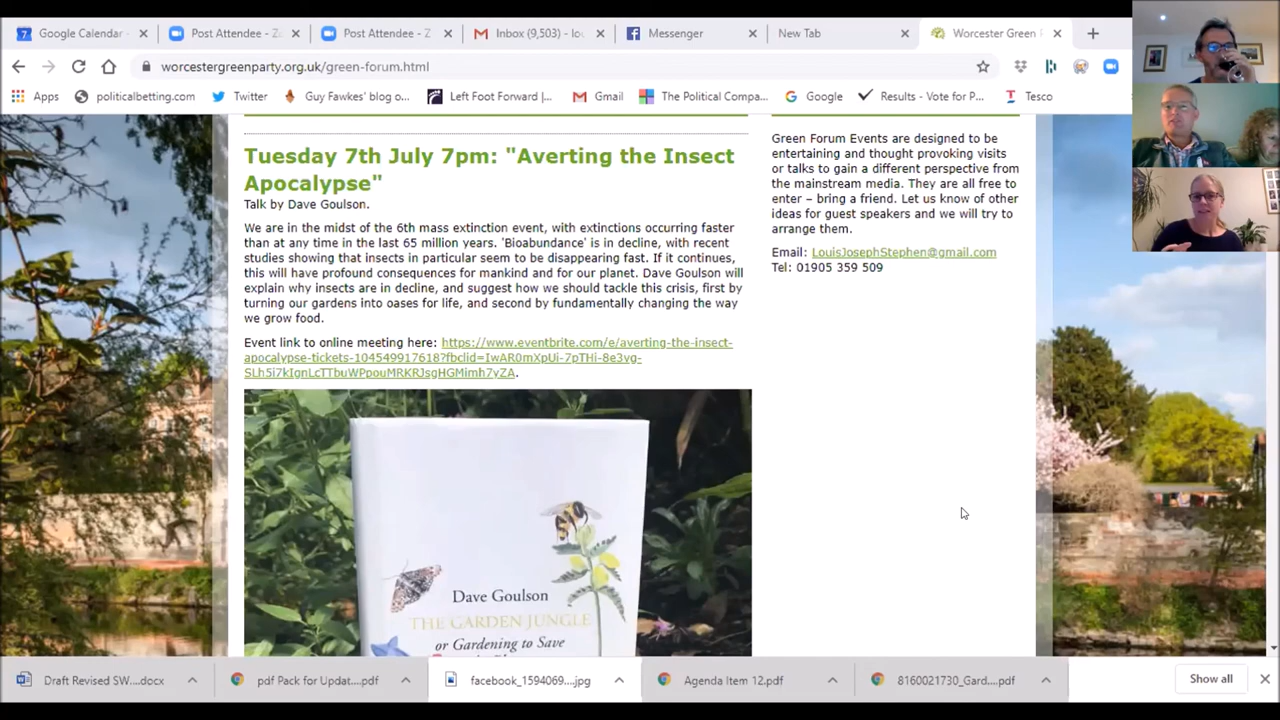 Google Calendar -
Post Attendee - Zo
Post Attendee - Z
Inbox (9,503) - lou
Messenger
New Tab
Worcester Green P
worcestergreenparty.org.uk/green-forum.html
Apps
politicalbetting.com
Twitter
Guy Fawkes' blog o...
Left Foot Forward |...
Gmail
The Political Compa...
Google
Results - Vote for P...
Tesco
Tuesday 7th July 7pm: "Averting the Insect
Apocalypse"
Talk by Dave Goulson.
We are in the midst of the 6th mass extinction event, with extinctions occurring faster
than at any time in the last 65 million years. 'Bioabundance' is in decline, with recent
studies showing that insects in particular seem to be disappearing fast. If it continues,
this will have profound consequences for mankind and for our planet. Dave Goulson will
explain why insects are in decline, and suggest how we should tackle this crisis, first by
turning our gardens into oases for life, and second by fundamentally changing the way
we grow food.
Event link to online meeting here: https://www.eventbrite.com/e/averting-the-insect-
apocalypse-tickets-104549917618?fbclid=IwAR0mXpUi-7pTHi-8e3vg-
SLh5i7kIgnLcTTbuWPpouMRKRJsgHGMimh7yZA.
Green Forum Events are designed to be
entertaining and thought provoking visits
or talks to gain a different perspective from
the mainstream media. They are all free to
enter – bring a friend. Let us know of other
ideas for guest speakers and we will try to
arrange them.
Email: LouisJosephStephen@gmail.com
Tel: 01905 359 509
Dave Goulson
THE GARDEN JUNGLE
or Gardening to Save
Draft Revised SW....docx
pdf Pack for Updat....pdf
facebook_1594069....jpg
Agenda Item 12.pdf
8160021730_Gard....pdf
Show all